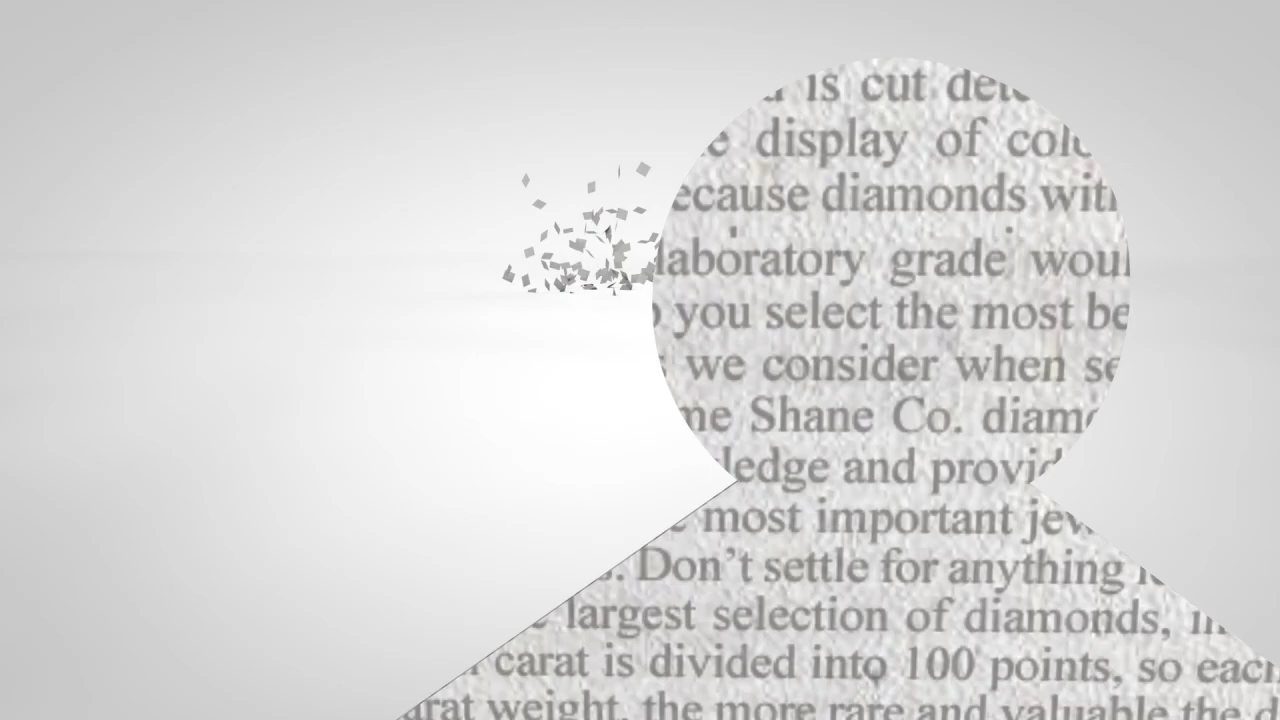 is cut
display of
diamonds
laboratory grade
you select the most
we consider when
Shane Co.
and
most important
Don't settle for anything
largest selection of diamonds,
carat is divided into 100 points, so each
weight, the more rare and valuable the